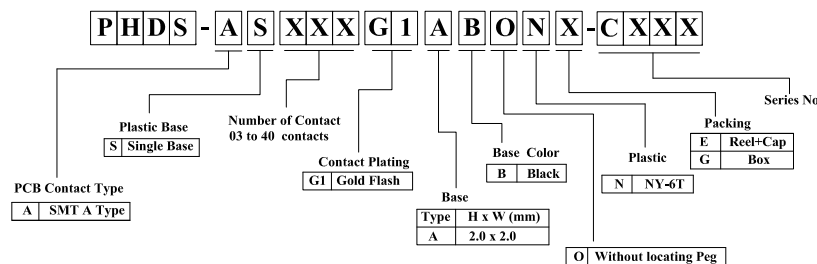 PHDS-ASXXXG1ABONX-CXXX
Series No
Number of Contact
03 to 40 contacts
Plastic Base
S Single Base
Packing
E Reel+Cap
G Box
Contact Plating
G1 Gold Flash
Base Color
B Black
Plastic
N NY-6T
PCB Contact Type
A SMT A Type
Base
Type H x W (mm)
A 2.0 x 2.0
O Without locating Peg